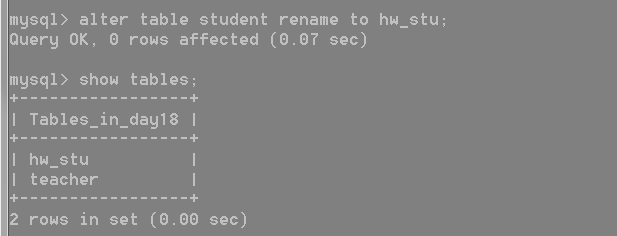 mysql> alter table student rename to hw_stu;
Query OK, 0 rows affected (0.07 sec)
mysql> show tables;
+-----------------+
| Tables_in_day18 |
+-----------------+
| hw_stu          |
| teacher         |
+-----------------+
2 rows in set (0.00 sec)